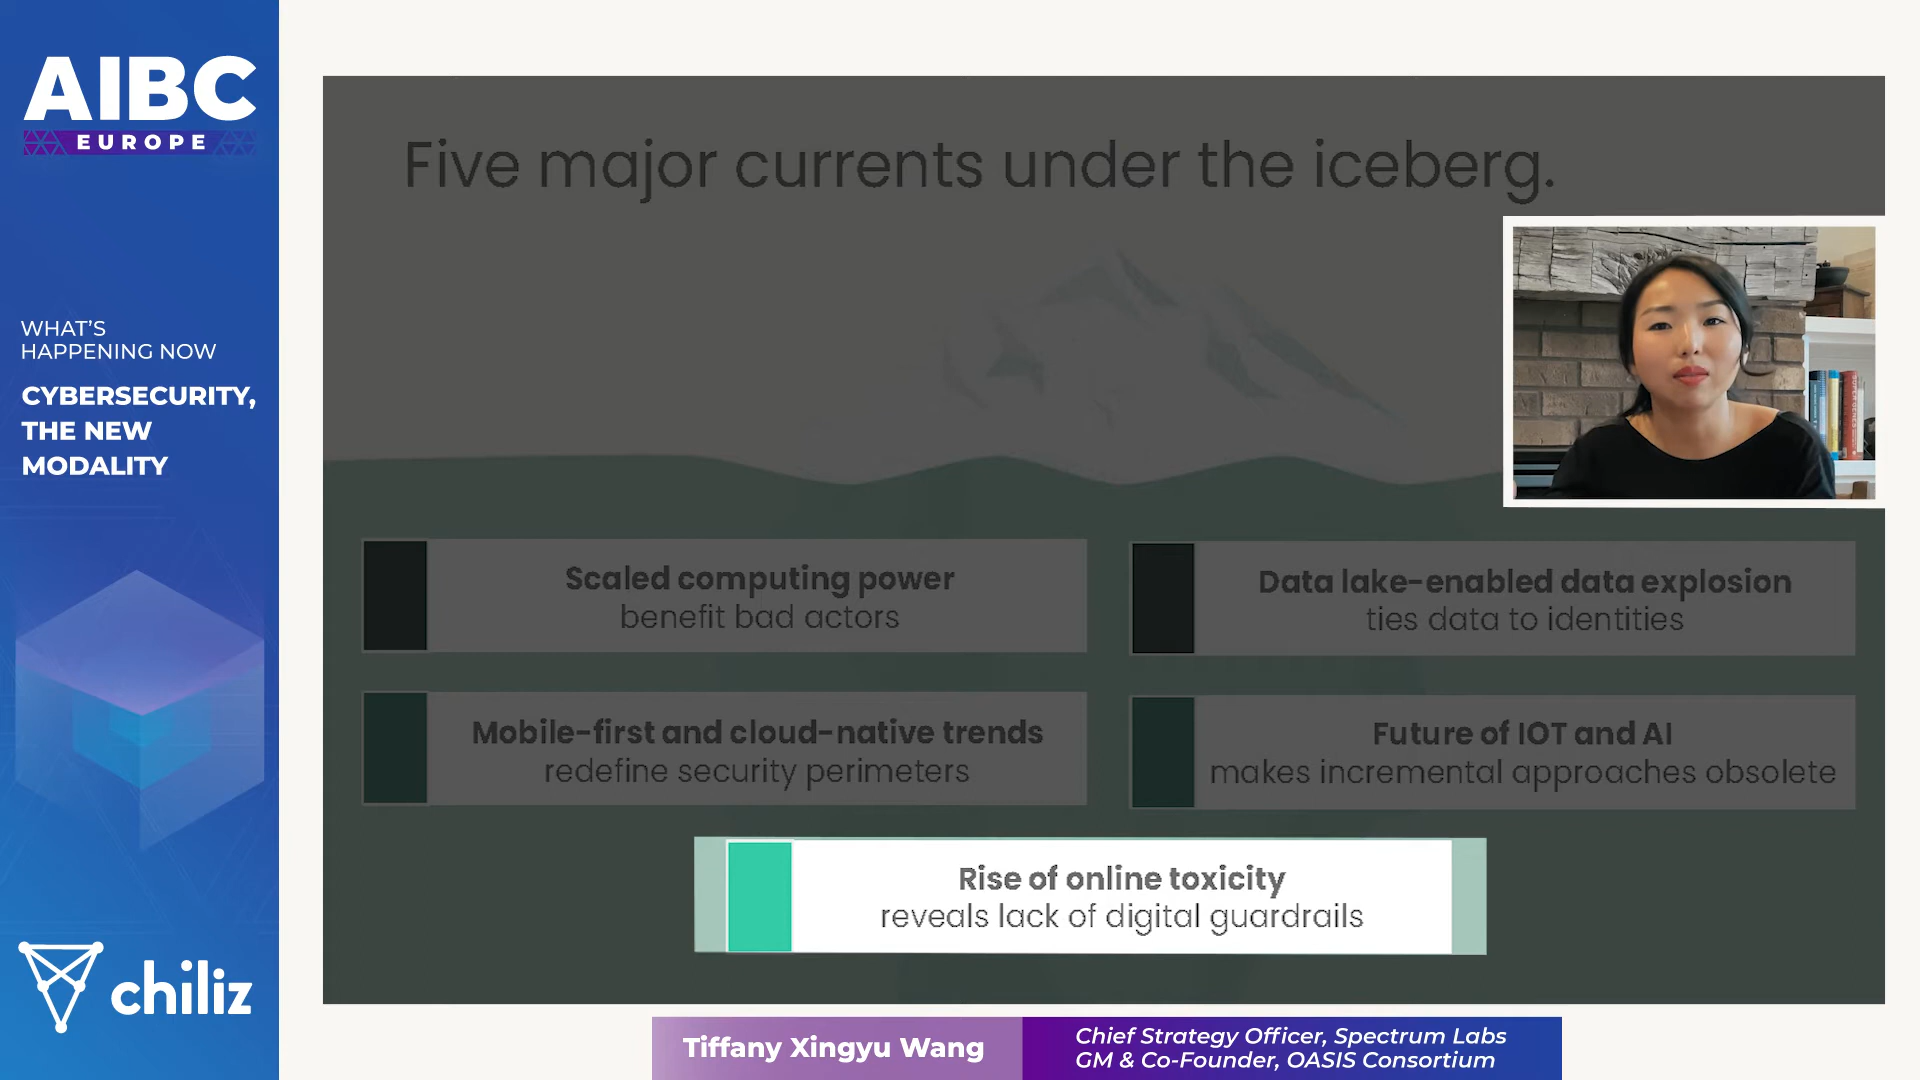 AIBC
EUROPE
WHAT'S
HAPPENING NOW
CYBERSECURITY,
THE NEW
MODALITY
chiliz
Five major currents under the iceberg.
Scaled computing power
benefit bad actors
Data lake-enabled data explosion
ties data to identities
Mobile-first and cloud-native trends
redefine security perimeters
Future of IOT and AI
makes incremental approaches obsolete
Rise of online toxicity
reveals lack of digital guardrails
Tiffany Xingyu Wang
Chief Strategy Officer, Spectrum Labs
GM & Co-Founder, OASIS Consortium